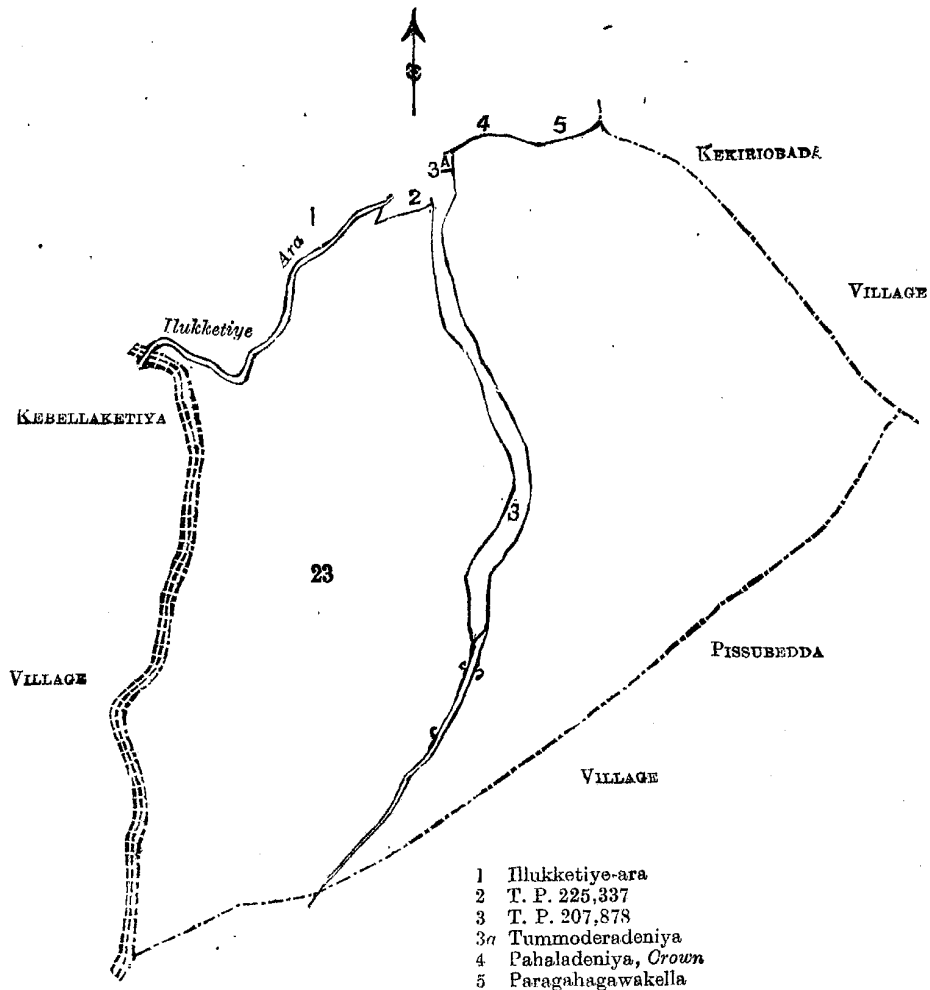 4 5
3 A
KEKIRIOBADA
2
1
Ara
VILLAGE
Ilukketiye
KEBELLAKETIYA
3
23
PISSUBEDDA
VILLAGE
VILLAGE
1 Illukketiye-ara
2 T. P. 225,337
3 T. P. 207,878
3a Tummoderadeniya
4 Pahaladeniya, Crown
5 Paragahagawakella